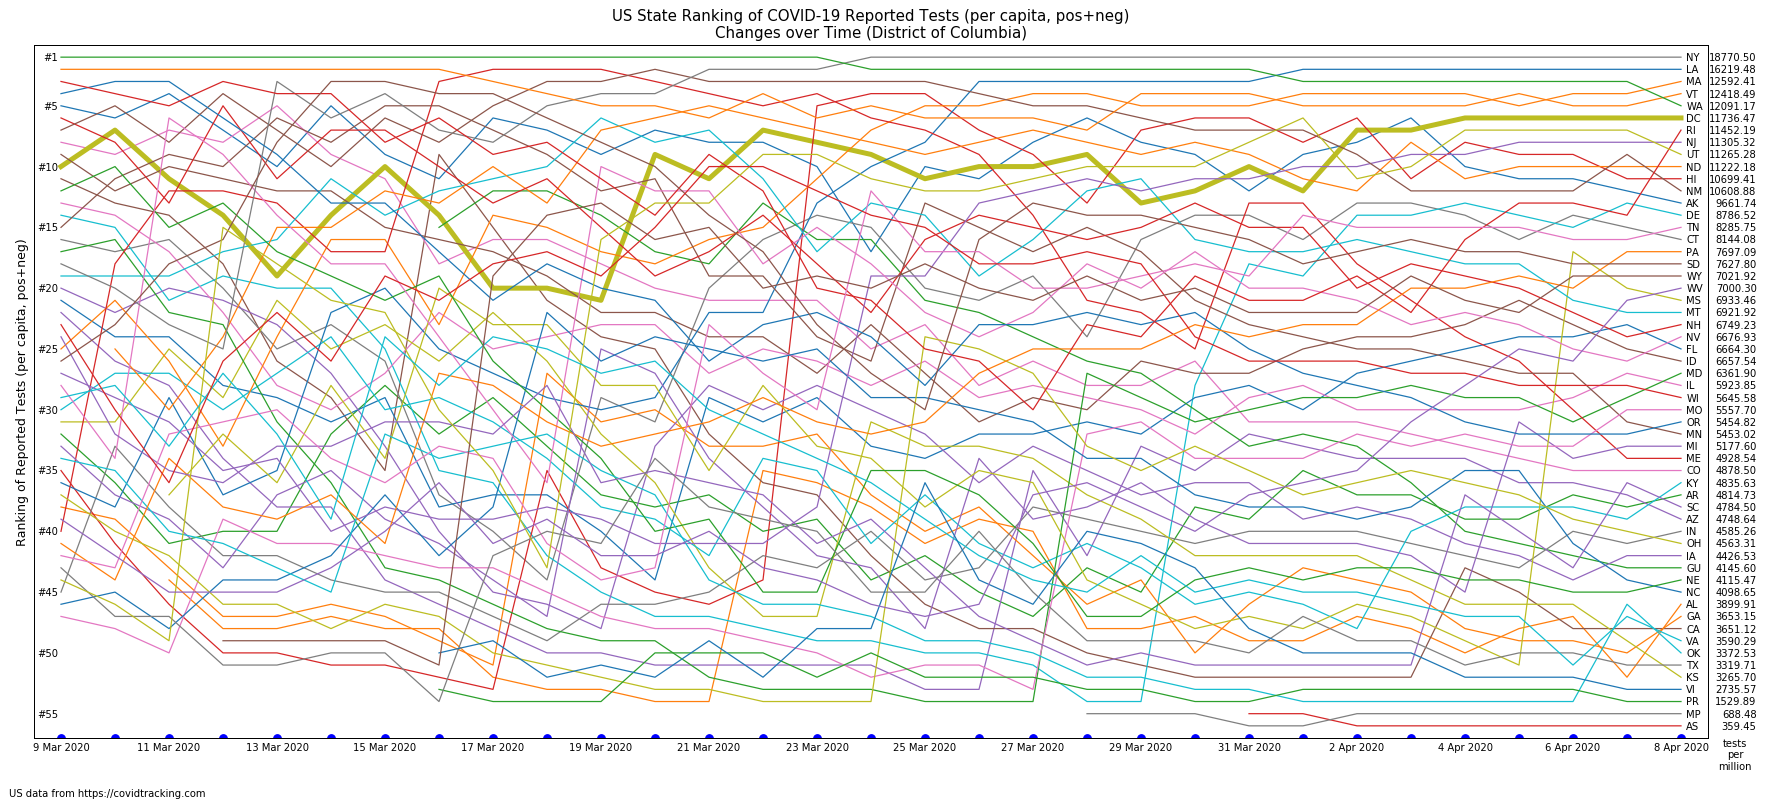 US State Ranking of COVID-19 Reported Tests (per capita, pos+neg)
Changes over Time (District of Columbia)
Ranking of Reported Tests (per capita, pos+neg)
#1
#5
#10
#15
#20
#25
#30
#35
#40
#45
#50
#55
NY 18770.50
LA 16219.48
MA 12592.41
VT 12418.49
WA 12091.17
DC 11736.47
RI 11452.19
NJ 11305.32
UT 11265.28
ND 11222.18
HI 10699.41
NM 10608.88
AK 9661.74
DE 8786.52
TN 8285.75
CT 8144.08
PA 7697.09
SD 7627.80
WY 7021.92
WV 7000.30
MS 6933.46
MT 6921.92
NH 6749.23
NV 6676.93
FL 6664.30
ID 6657.54
MD 6361.90
IL 5923.85
WI 5645.58
MO 5557.70
OR 5454.82
MN 5453.02
MI 5177.60
ME 4928.54
CO 4878.50
KY 4835.63
AR 4814.73
SC 4784.50
AZ 4748.64
IN 4585.26
OH 4563.31
IA 4426.53
GU 4145.60
NE 4115.47
NC 4098.65
AL 3899.91
GA 3653.15
CA 3651.12
VA 3590.29
OK 3372.53
TX 3319.71
KS 3265.70
VI 2735.57
PR 1529.89
MP 688.48
AS 359.45
9 Mar 2020 11 Mar 2020 13 Mar 2020 15 Mar 2020 17 Mar 2020 19 Mar 2020 21 Mar 2020 23 Mar 2020 25 Mar 2020 27 Mar 2020 29 Mar 2020 31 Mar 2020 2 Apr 2020 4 Apr 2020 6 Apr 2020 8 Apr 2020
tests
per
million
US data from https://covidtracking.com